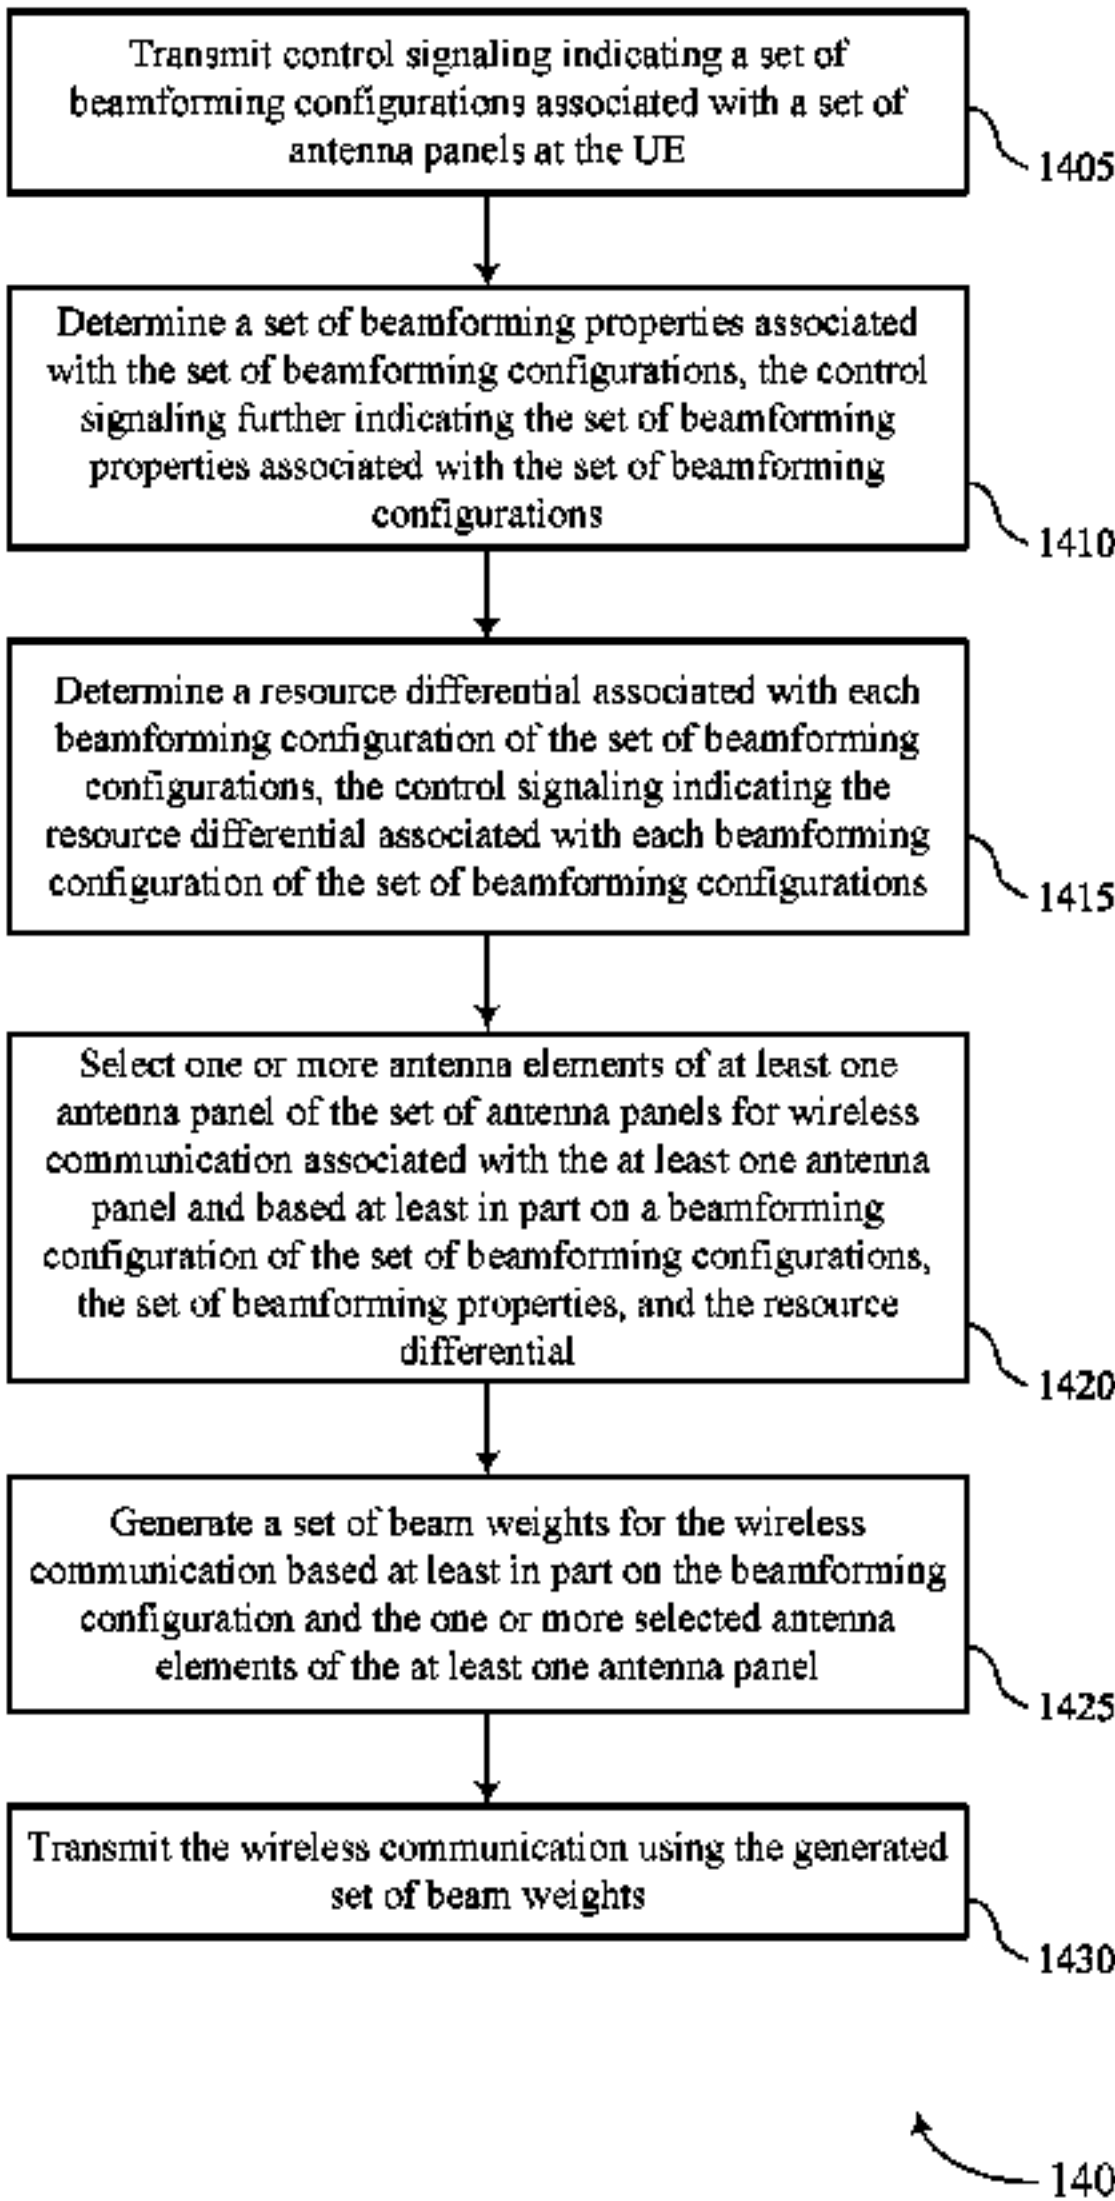 Transmit control signaling indicating a set of
beamforming configurations associated with a set of
antenna panels at the UE
1405
Determine a set of beamforming properties associated
with the set of beamforming configurations, the control
signaling further indicating the set of beamforming
properties associated with the set of beamforming
configurations
1410
Determine a resource differential associated with each
beamforming configuration of the set of beamforming
configurations, the control signaling indicating the
resource differential associated with each beamforming
configuration of the set of beamforming configurations
1415
Select one or more antenna elements of at least one
antenna panel of the set of antenna panels for wireless
communication associated with the at least one antenna
panel and based at least in part on a beamforming
configuration of the set of beamforming configurations,
the set of beamforming properties, and the resource
differential
1420
Generate a set of beam weights for the wireless
communication based at least in part on the beamforming
configuration and the one or more selected antenna
elements of the at least one antenna panel
1425
Transmit the wireless communication using the generated
set of beam weights
1430
140